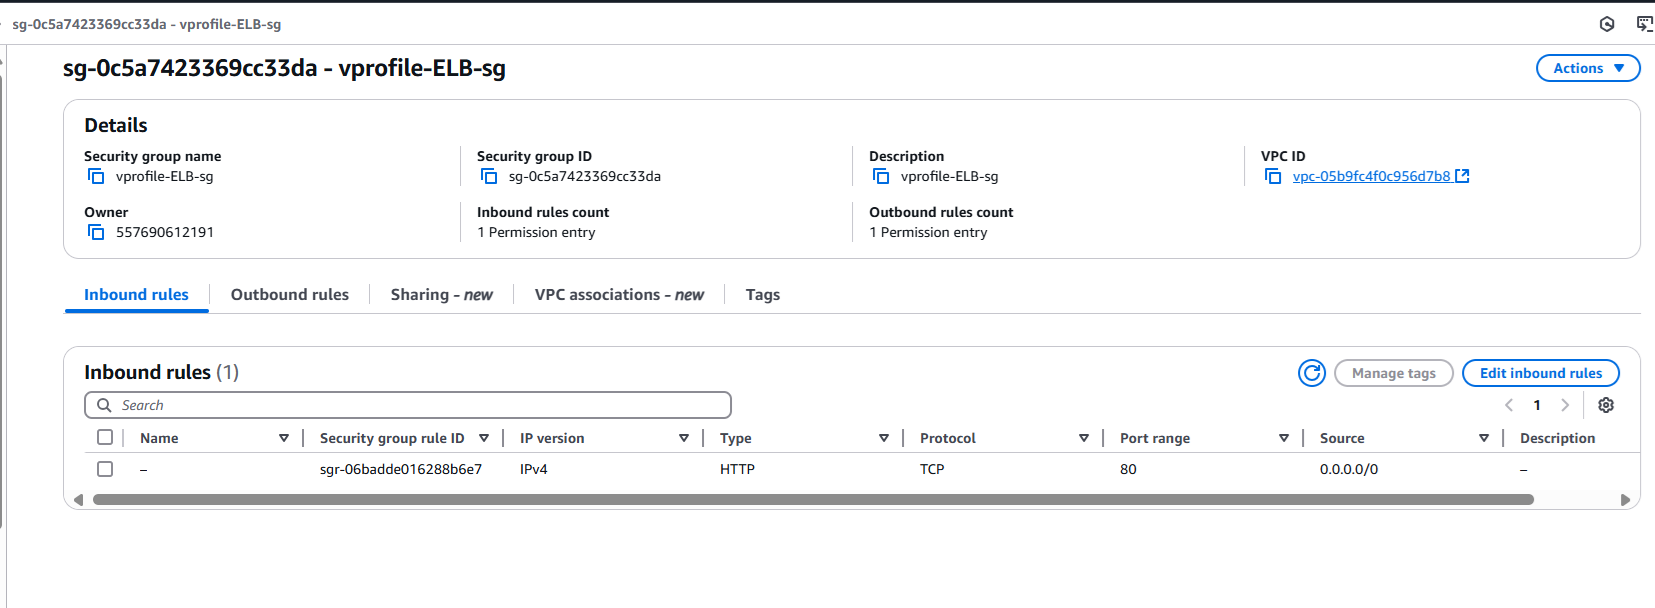 sg-0c5a7423369cc33da - vprofile-ELB-sg
sg-0c5a7423369cc33da - vprofile-ELB-sg
Actions
Details
Security group name
vprofile-ELB-sg
Security group ID
sg-0c5a7423369cc33da
Description
vprofile-ELB-sg
VPC ID
vpc-05b9fc4f0c956d7b8
Owner
557690612191
Inbound rules count
1 Permission entry
Outbound rules count
1 Permission entry
Inbound rules Outbound rules Sharing - new VPC associations - new Tags
Inbound rules (1)
Manage tags Edit inbound rules
Search
1
Name Security group rule ID IP version Type Protocol Port range Source Description
– sgr-06badde016288b6e7 IPv4 HTTP TCP 80 0.0.0.0/0 –